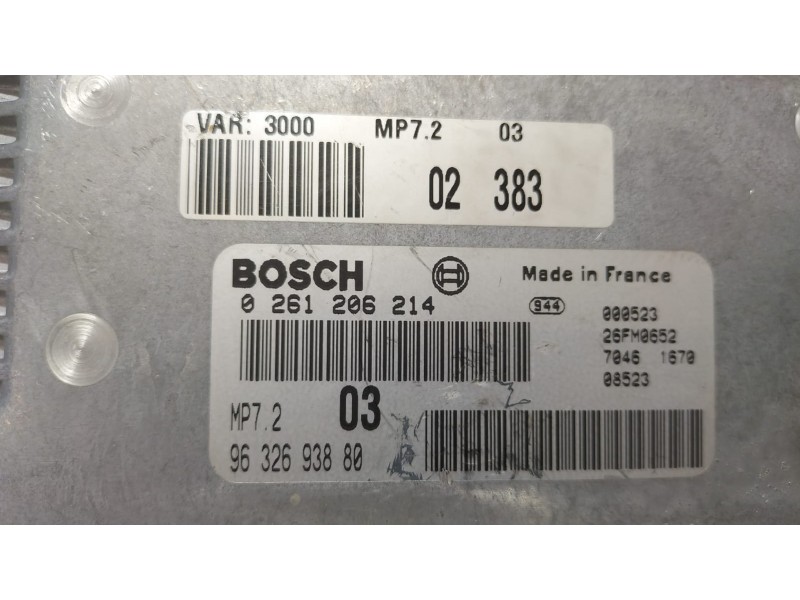 VAR: 3000 MP7.2 03
02 383
BOSCH
Made in France
0 261 206 214
944
000523
26FM0652
7046 1670
08523
MP7.2 03
96 326 938 80